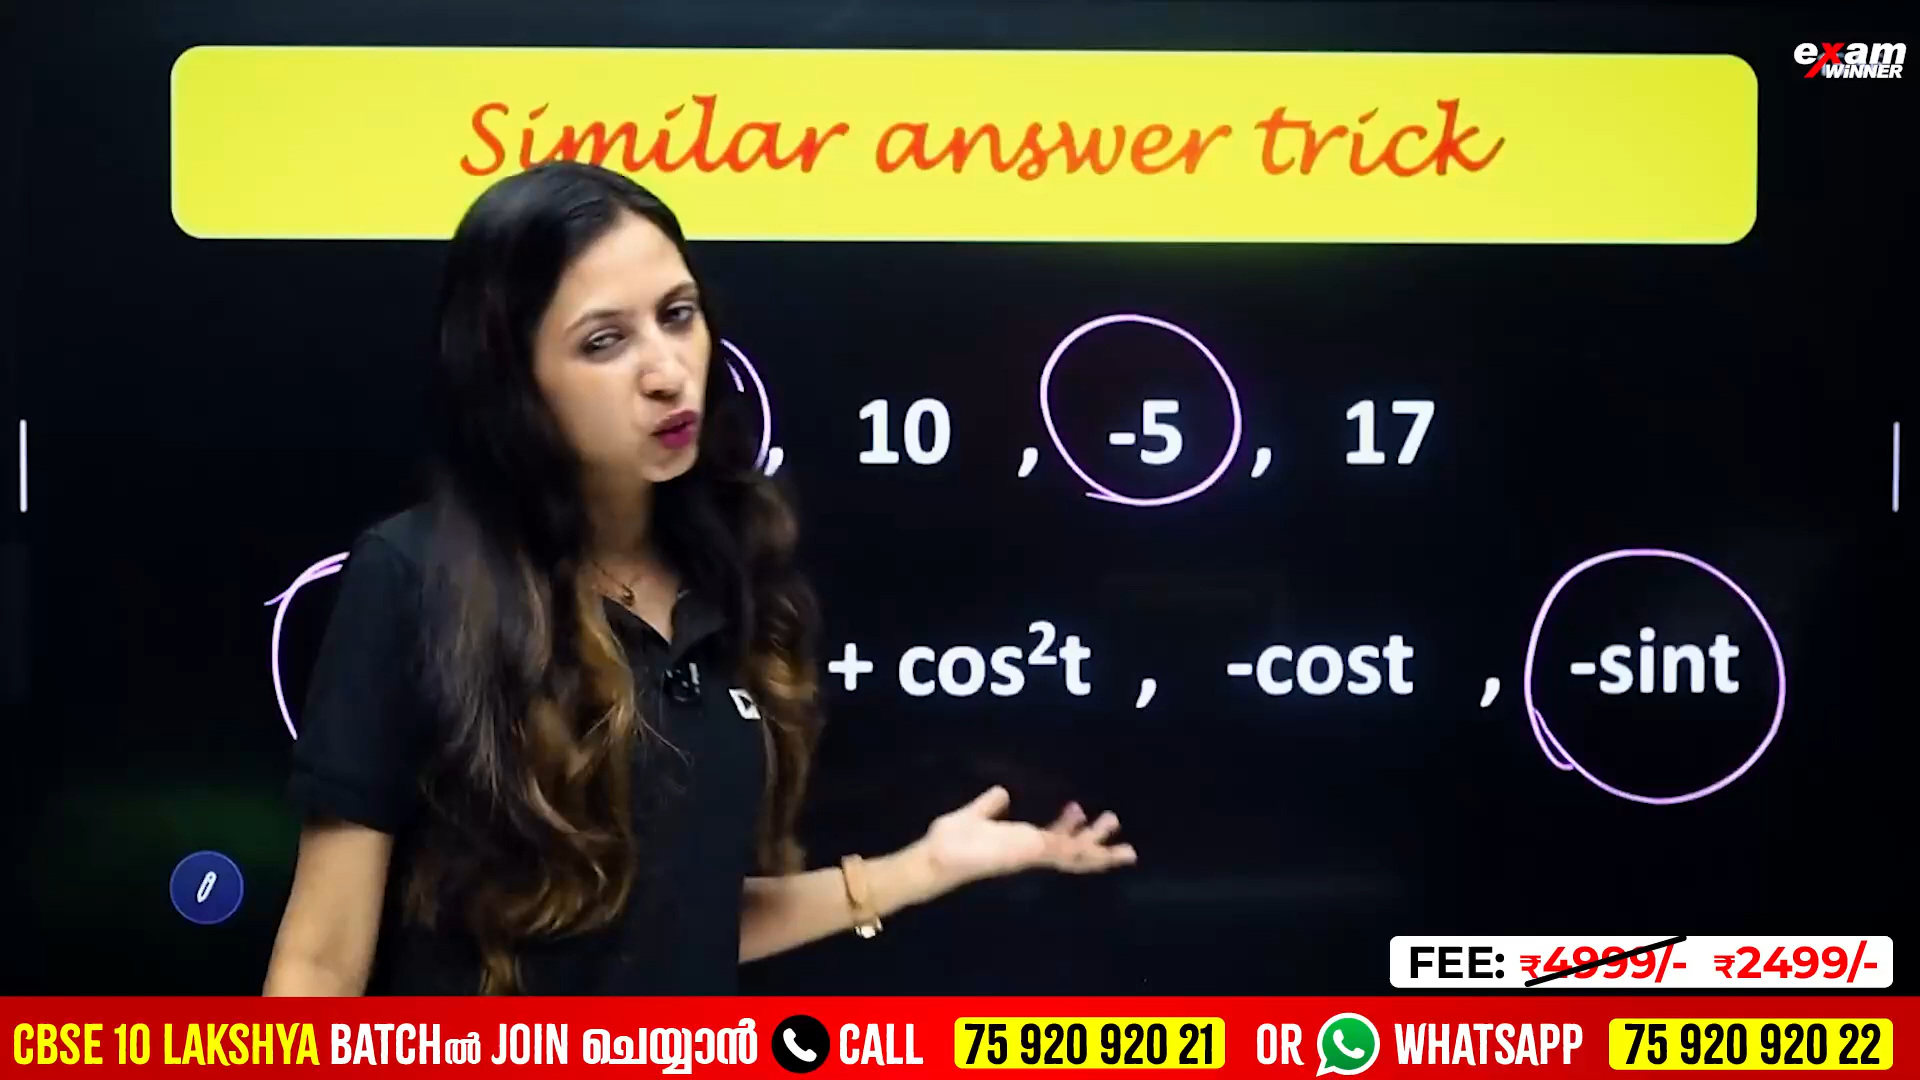 exam
WINNER
Similar answer trick
, 10 , -5 , 17
+ cos²t , -cost , -sint
FEE: ₹4999/- ₹2499/-
CBSE 10 LAKSHYA BATCHൽ JOIN ചെയ്യാൻ CALL 75 920 920 21 OR WHATSAPP 75 920 920 22